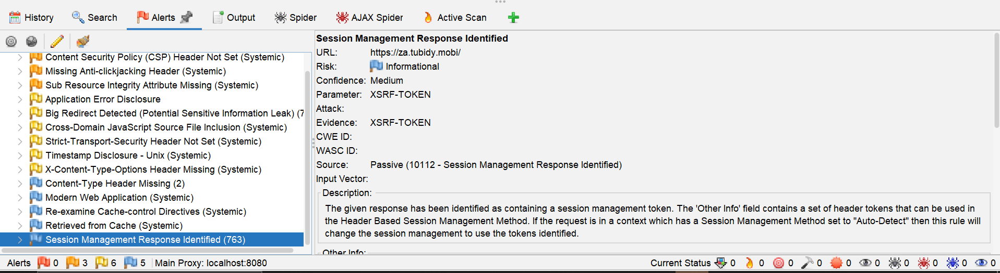 History Search Alerts Output Spider AJAX Spider Active Scan
Content Security Policy (CSP) Header Not Set (Systemic)
Missing Anti-clickjacking Header (Systemic)
Sub Resource Integrity Attribute Missing (Systemic)
Application Error Disclosure
Big Redirect Detected (Potential Sensitive Information Leak) (7
Cross-Domain JavaScript Source File Inclusion (Systemic)
Strict-Transport-Security Header Not Set (Systemic)
Timestamp Disclosure - Unix (Systemic)
X-Content-Type-Options Header Missing (Systemic)
Content-Type Header Missing (2)
Modern Web Application (Systemic)
Re-examine Cache-control Directives (Systemic)
Retrieved from Cache (Systemic)
Session Management Response Identified (763)
Session Management Response Identified
URL: https://za.tubidy.mobi/
Risk: Informational
Confidence: Medium
Parameter: XSRF-TOKEN
Attack:
Evidence: XSRF-TOKEN
CWE ID:
WASC ID:
Source: Passive (10112 - Session Management Response Identified)
Input Vector:
Description:
The given response has been identified as containing a session management token. The 'Other Info' field contains a set of header tokens that can be used in
the Header Based Session Management Method. If the request is in a context which has a Session Management Method set to "Auto-Detect" then this rule will
change the session management to use the tokens identified.
Other Info:
Alerts 0 3 6 5 Main Proxy: localhost:8080 Current Status 0 0 0 0 0 0 0 0 0 0